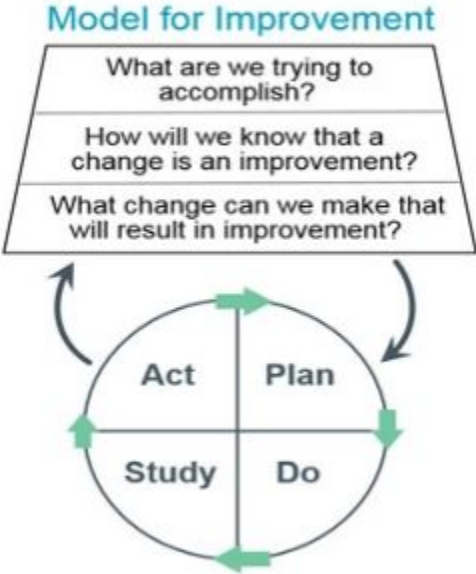 Model for Improvement
What are we trying to
accomplish?
How will we know that a
change is an improvement?
What change can we make that
will result in improvement?
Act
Plan
Study
Do